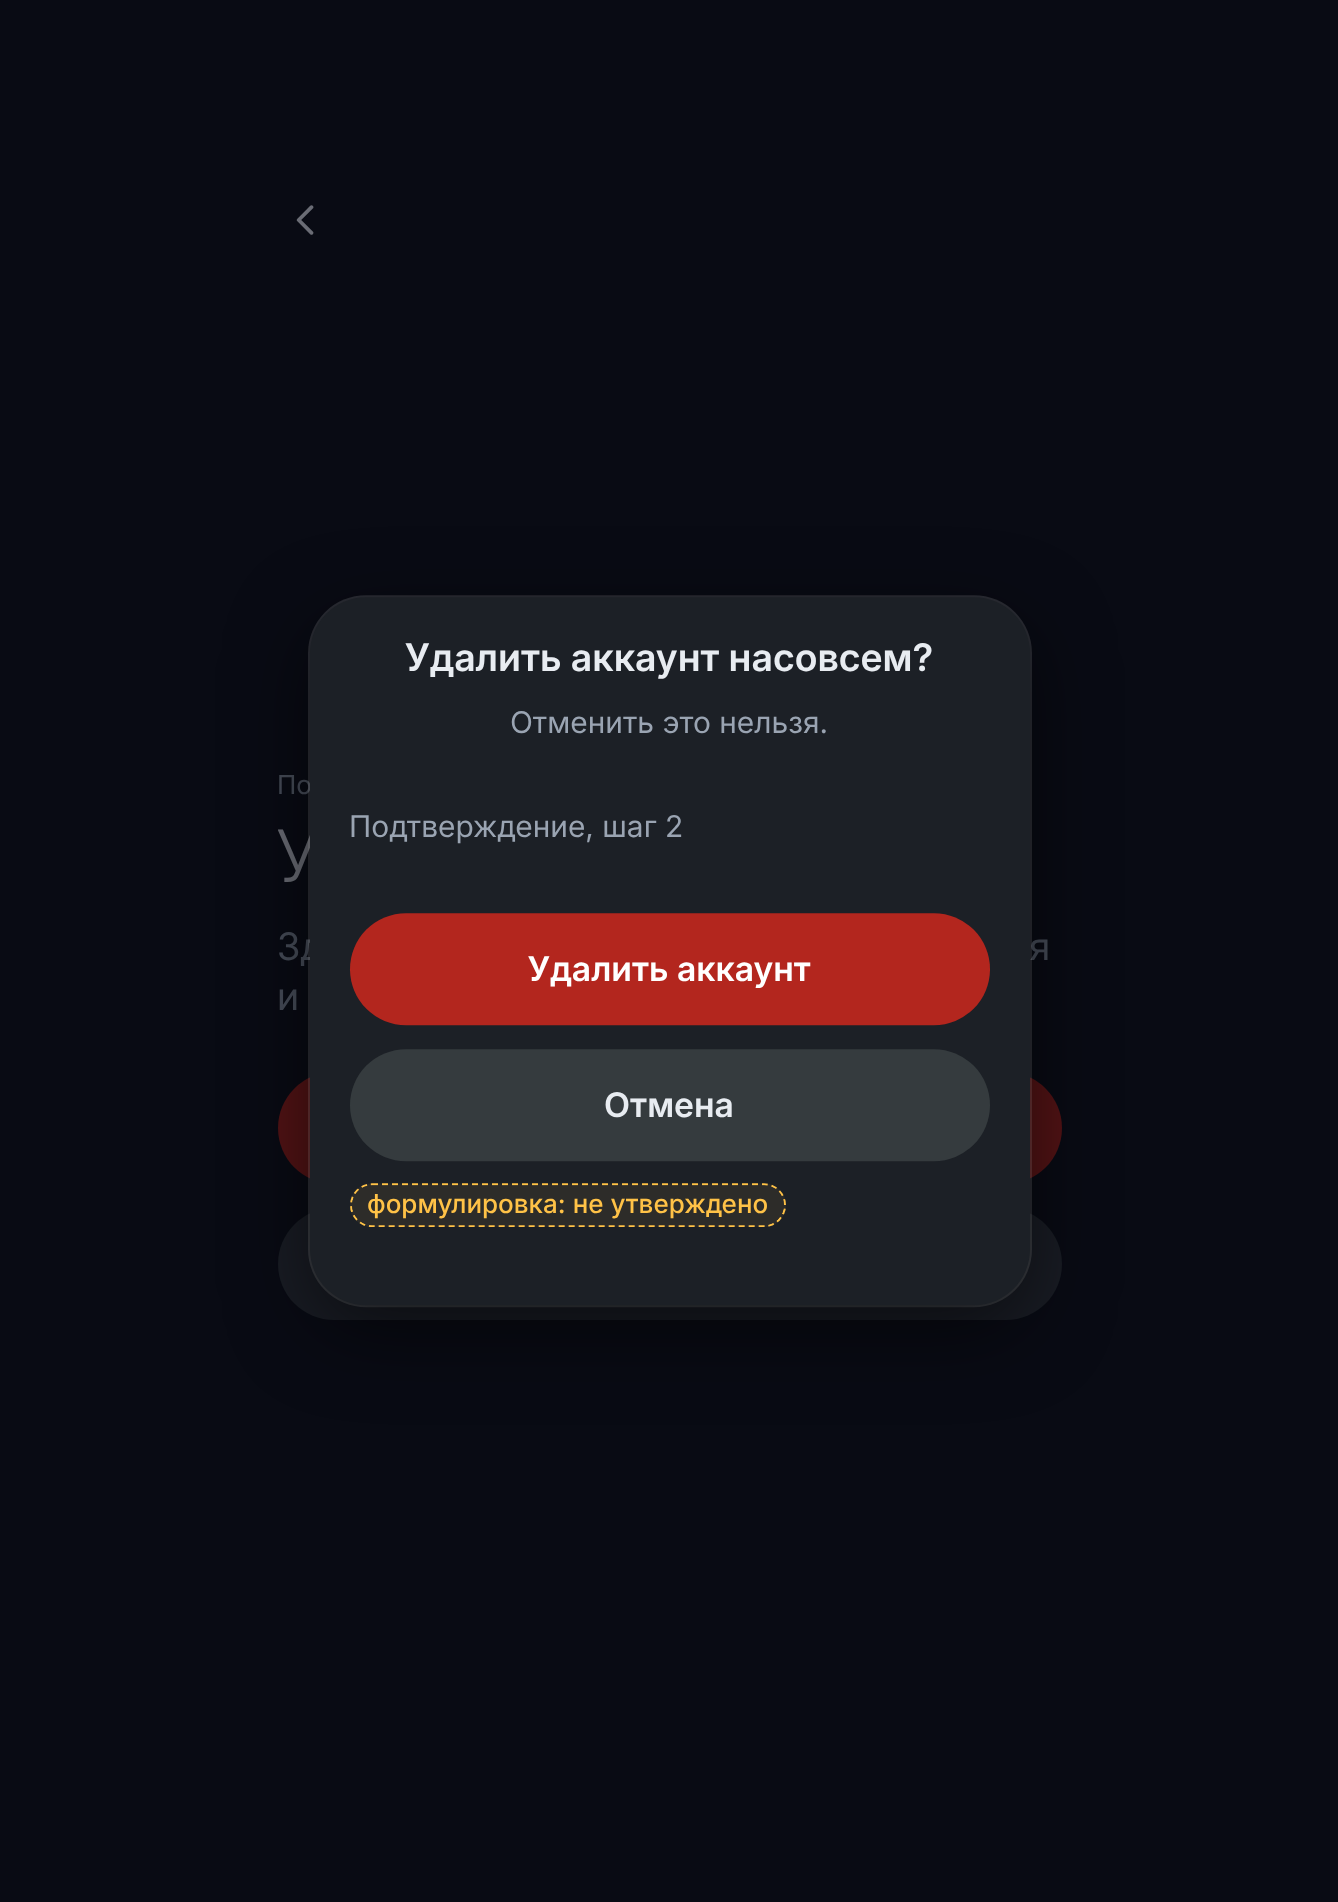 Удалить аккаунт насовсем?
Отменить это нельзя.
Подтверждение, шаг 2
Удалить аккаунт
Отмена
формулировка: не утверждено
и